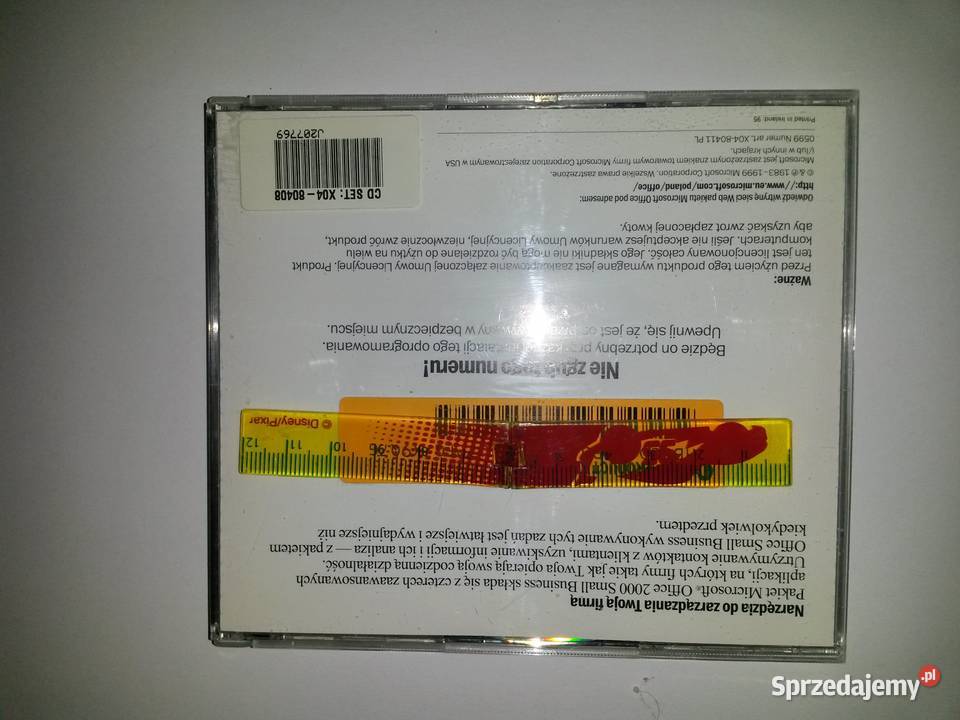 Narzędzia do zarządzania Twoją firmą
Pakiet Microsoft® Office 2000 Small Business składa się z czterech zaawansowanych
aplikacji, na których firmy takie jak Twoja opierają swoją codzienną działalność.
Utrzymywanie kontaktów z klientami, uzyskiwanie informacji i ich analiza — z pakietem
Office Small Business wykonywanie tych zadań jest łatwiejsze i wydajniejsze niż
kiedykolwiek przedtem.
© Disney/Pixar
12 11 10
Nie zgub tego numeru!
Będzie on potrzebny przy instalacji tego oprogramowania.
Upewnij się, że jest w bezpiecznym miejscu.
Ważne:
Przed użyciem tego produktu wymagane jest zaakceptowanie załączonej Umowy Licencyjnej. Produkt
ten jest licencjonowany całość. Jego składniki nie mogą być rozdzielane do użytku na wielu
komputerach. Jeśli nie akceptujesz warunków Umowy Licencyjnej, niezwłocznie zwróć produkt,
aby uzyskać zwrot zapłaconej kwoty.
Odwiedź witrynę sieci Web pakietu Microsoft Office pod adresem:
http://www.eu.microsoft.com/poland/office/
© & ℗ 1983–1999 Microsoft Corporation. Wszelkie prawa zastrzeżone.
Microsoft jest zastrzeżonym znakiem towarowym firmy Microsoft Corporation zarejestrowanym w USA
i/lub w innych krajach.
0599 Numer art. X04-80411 PL
Printed in Ireland. 95
CD SET: X04-80408
J207769
Sprzedajemy.pl